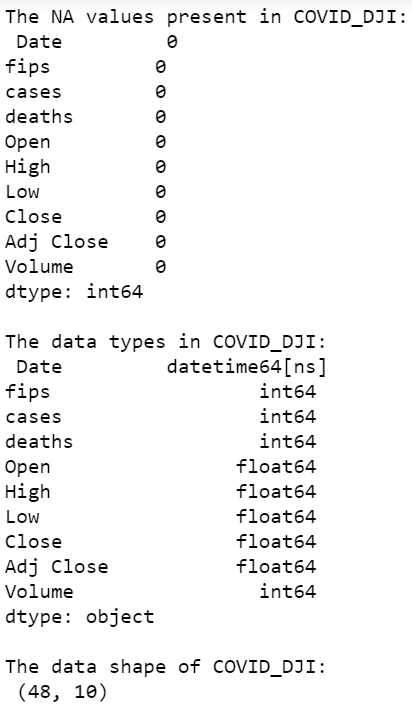 The NA values present in COVID_DJI:
 Date         0
fips         0
cases        0
deaths       0
Open         0
High         0
Low          0
Close        0
Adj Close    0
Volume       0
dtype: int64

The data types in COVID_DJI:
 Date         datetime64[ns]
fips                  int64
cases                 int64
deaths                int64
Open                float64
High                float64
Low                 float64
Close               float64
Adj Close           float64
Volume                int64
dtype: object

The data shape of COVID_DJI:
 (48, 10)